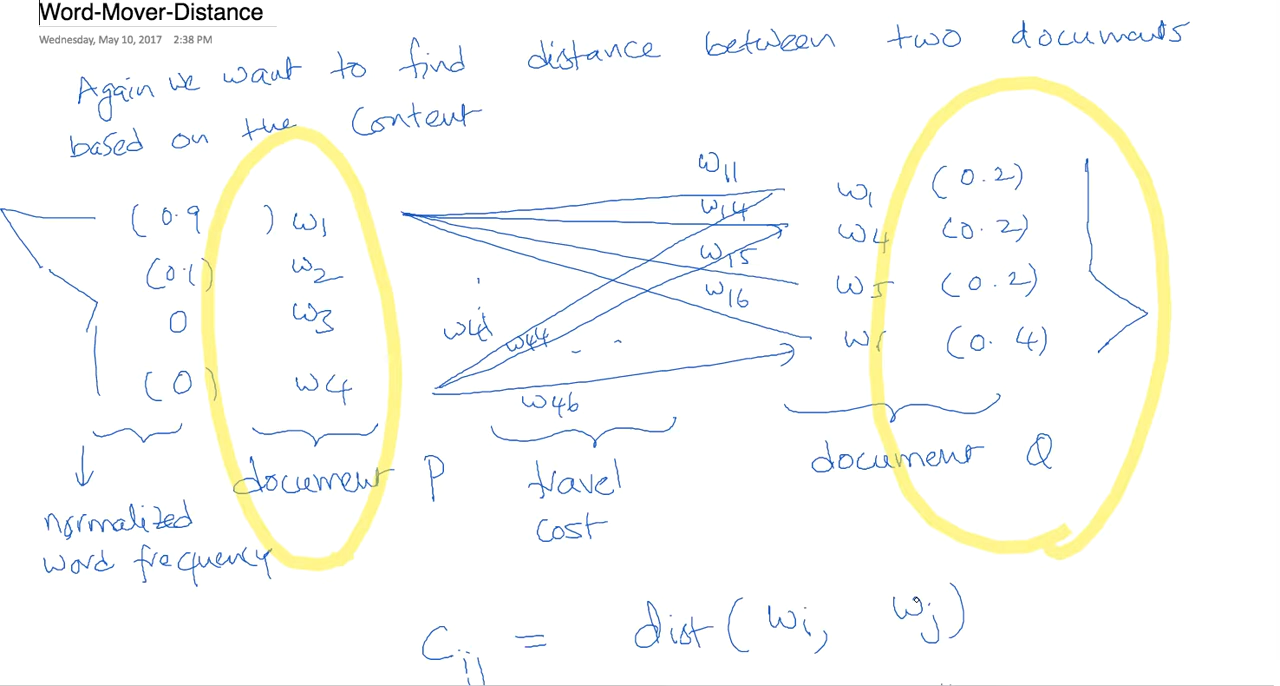 Word-Mover-Distance
Wednesday, May 10, 2017 2:38 PM
Again we want to find distance between two documents
based on the content
w11
(0.9 ) w1 w14 w1 (0.2)
w4 (0.2)
(0.1) w2 w15
w16 w5 (0.2)
0 w3
w41 w44 (0.4)
(0) w4
w46
document P travel cost document Q
normalized
word frequency
Cij = dist(wi, wj)